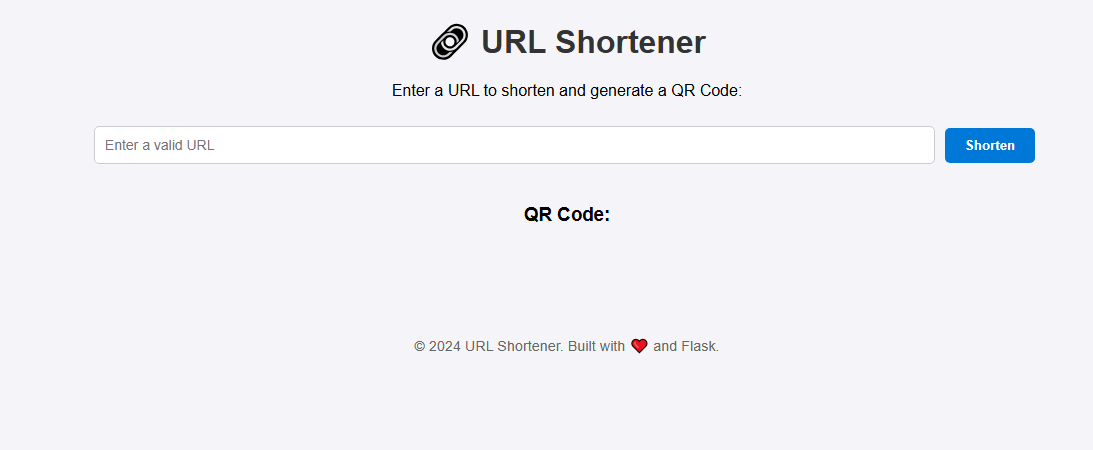 URL Shortener
Enter a URL to shorten and generate a QR Code:
Enter a valid URL
Shorten
QR Code:
© 2024 URL Shortener. Built with ❤️ and Flask.